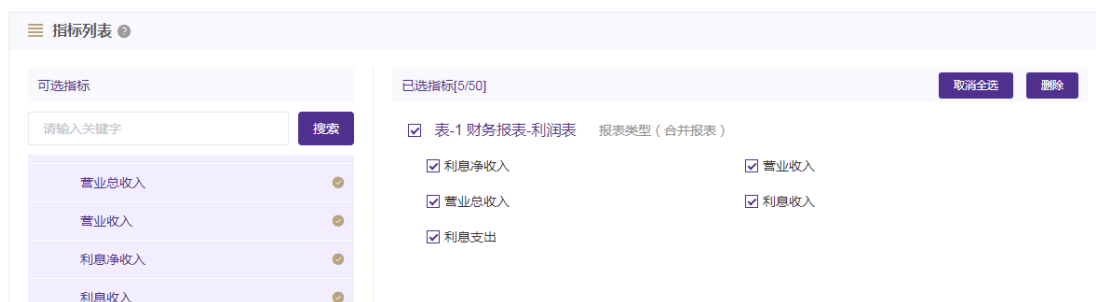 指标列表
可选指标
请输入关键字
搜索
营业总收入
营业收入
利息净收入
利息收入
已选指标[5/50]
取消全选
删除
表-1 财务报表-利润表 报表类型（合并报表）
利息净收入 营业收入
营业总收入 利息收入
利息支出